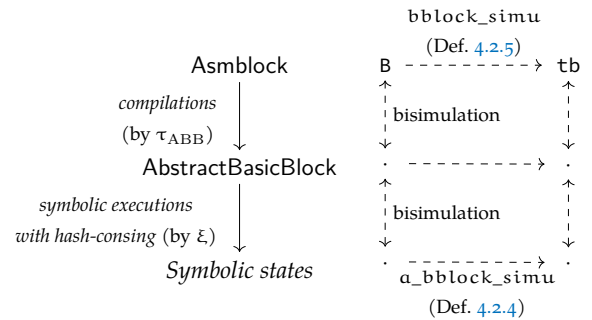 bblock_simu
(Def. 4.2.5)
Asmblock B tb
compilations
(by τABB)
bisimulation
AbstractBasicBlock . .
symbolic executions
with hash-consing (by ξ)
bisimulation
Symbolic states . .
a_bblock_simu
(Def. 4.2.4)